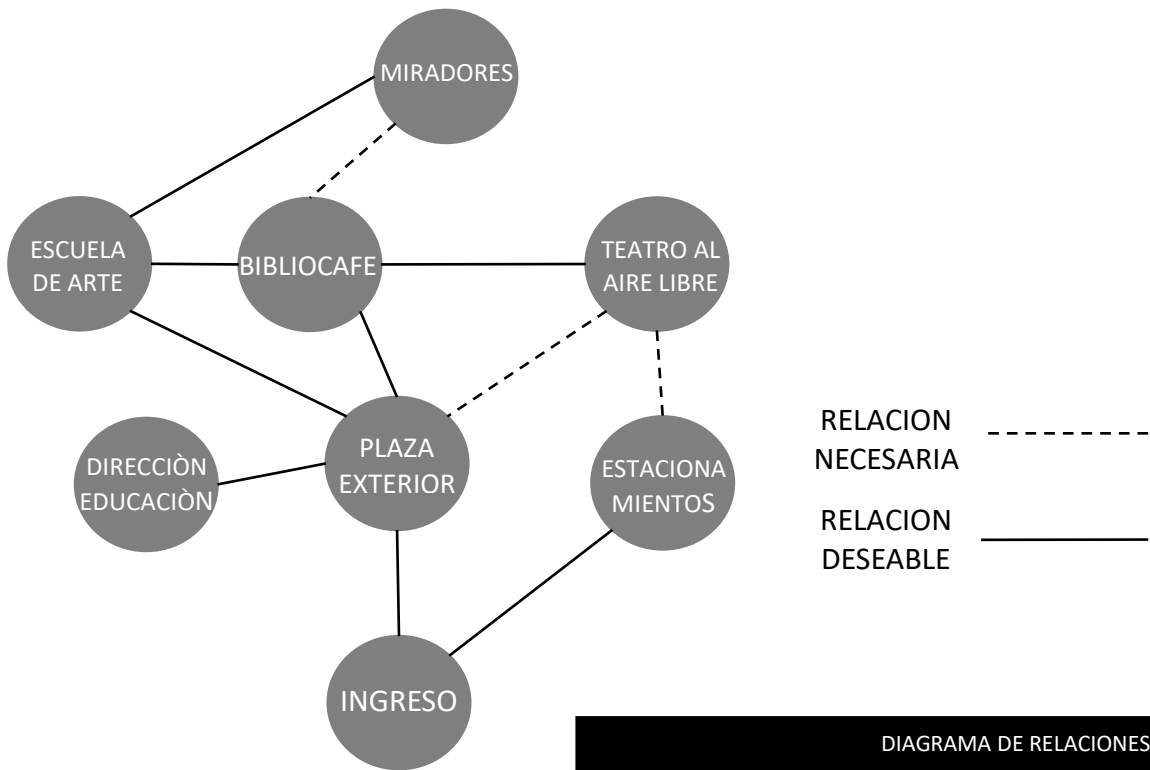 MIRADORES
ESCUELA
DE ARTE
BIBLIOCAFE
TEATRO AL
AIRE LIBRE
DIRECCIÒN
EDUCACIÒN
PLAZA
EXTERIOR
ESTACIONA
MIENTOS
INGRESO
RELACION
NECESARIA
RELACION
DESEABLE
DIAGRAMA DE RELACIONES